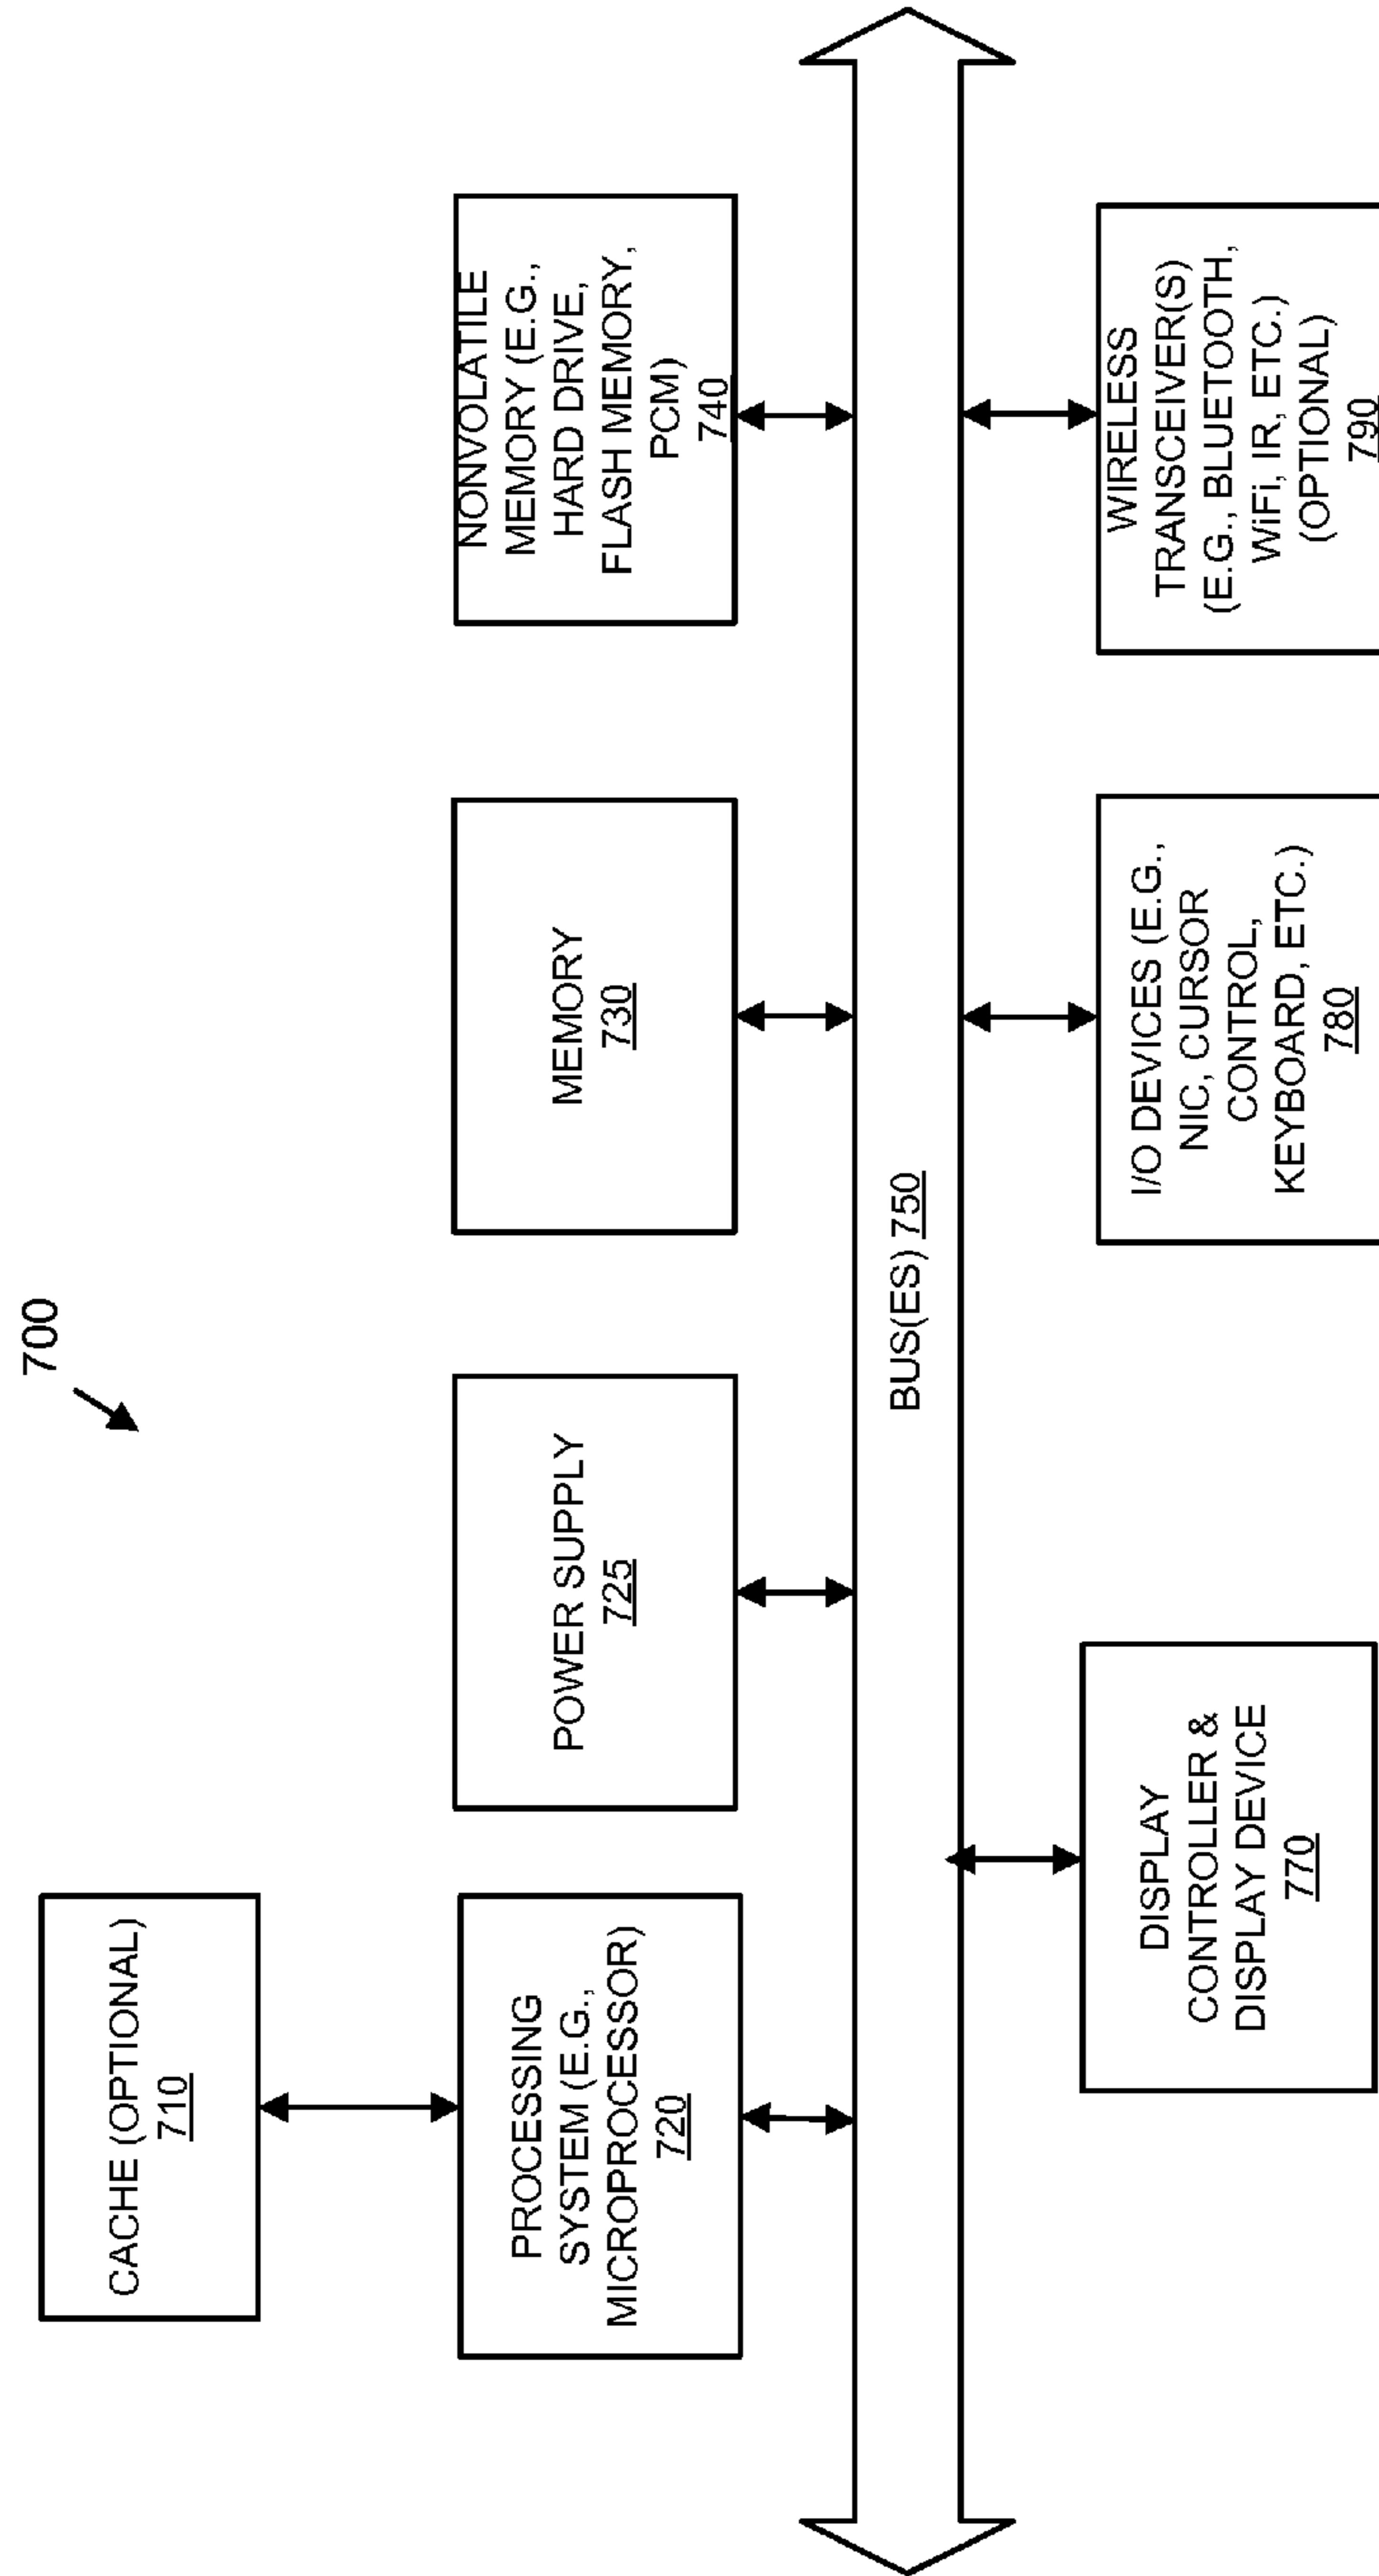 700
CACHE (OPTIONAL)
710
PROCESSING
SYSTEM (E.G.,
MICROPROCESSOR)
720
POWER SUPPLY
725
MEMORY
730
NONVOLATILE
MEMORY (E.G.,
HARD DRIVE,
FLASH MEMORY,
PCM)
740
BUS(ES) 750
DISPLAY
CONTROLLER &
DISPLAY DEVICE
770
I/O DEVICES (E.G.,
NIC, CURSOR
CONTROL,
KEYBOARD, ETC.)
780
WIRELESS
TRANSCEIVER(S)
(E.G., BLUETOOTH,
WiFi, IR, ETC.)
(OPTIONAL)
790